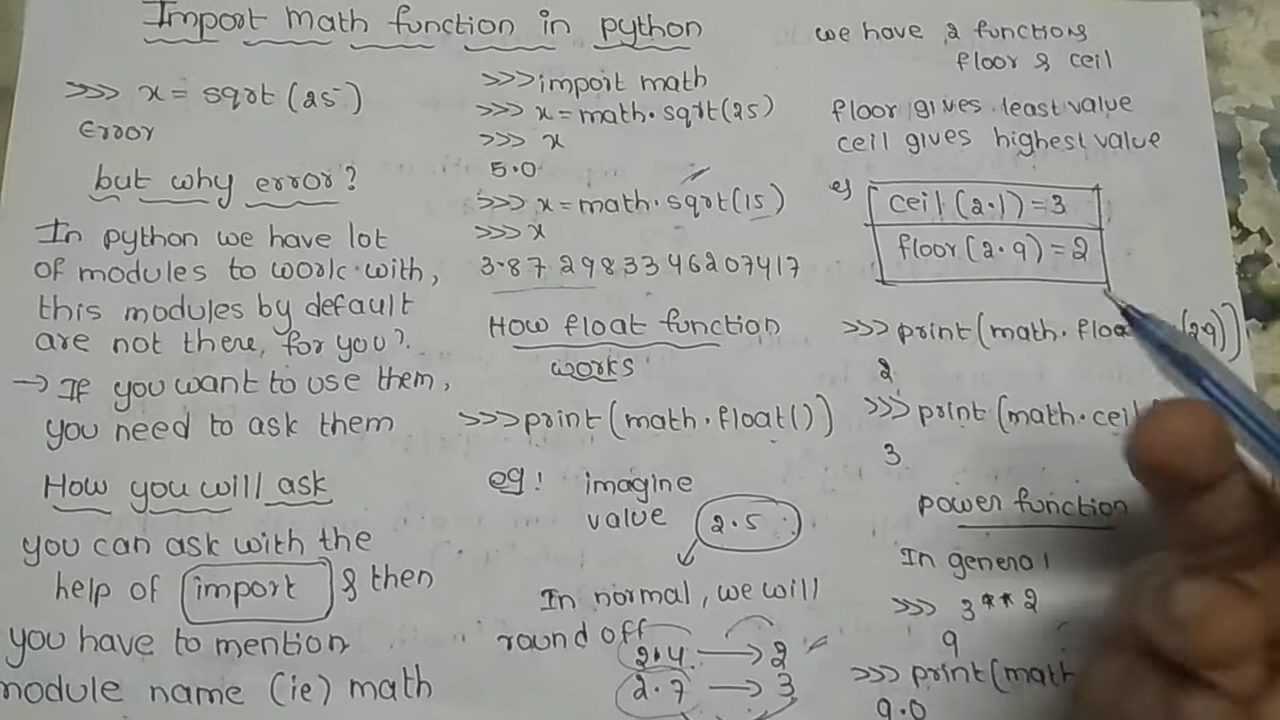 Import math function in python
>>> x = sqrt (25)
Error
but why error?
In python we have lot
of modules to work with,
this modules by default
are not there, for you?.
→ If you want to use them,
you need to ask them
How you will ask
you can ask with the
help of import & then
you have to mention
module name (ie) math
>>>import math
>>> x = math.sqrt(25)
>>> x
5.0
>>> x = math.sqrt(15)
>>> x
3.872983346207417
How float function
works
>>>print(math.float())
eg! imagine
value 2.5
In normal, we will
round off
2.4 → 2
2.7 → 3
we have 2 functions
floor & ceil
floor gives least value
ceil gives highest value
eg
ceil (2.1) = 3
floor (2.9) = 2
>>> print(math. (29))
2
>>> print (math.ceil
3
power function
In general
>>> 3**2
9
>>> print(math
9.0